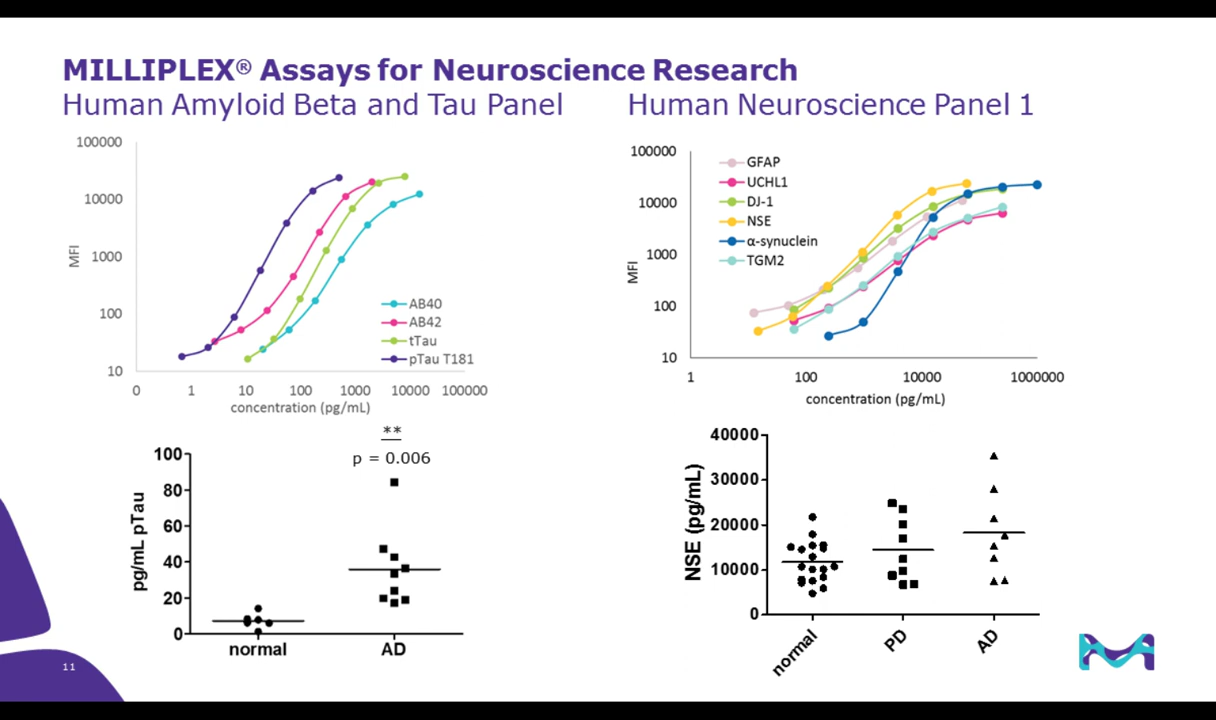 MILLIPLEX® Assays for Neuroscience Research
Human Amyloid Beta and Tau Panel
Human Neuroscience Panel 1
100000
10000
1000
100
10
MFI
0
1
10
100
1000
10000
100000
concentration (pg/mL)
AB40
AB42
tTau
pTau T181
100000
10000
1000
100
10
MFI
1
100
10000
1000000
concentration (pg/mL)
GFAP
UCHL1
DJ-1
NSE
α-synuclein
TGM2
**
p = 0.006
100
80
60
40
20
0
pg/mL pTau
normal
AD
40000
30000
20000
10000
0
NSE (pg/mL)
normal
PD
AD
11